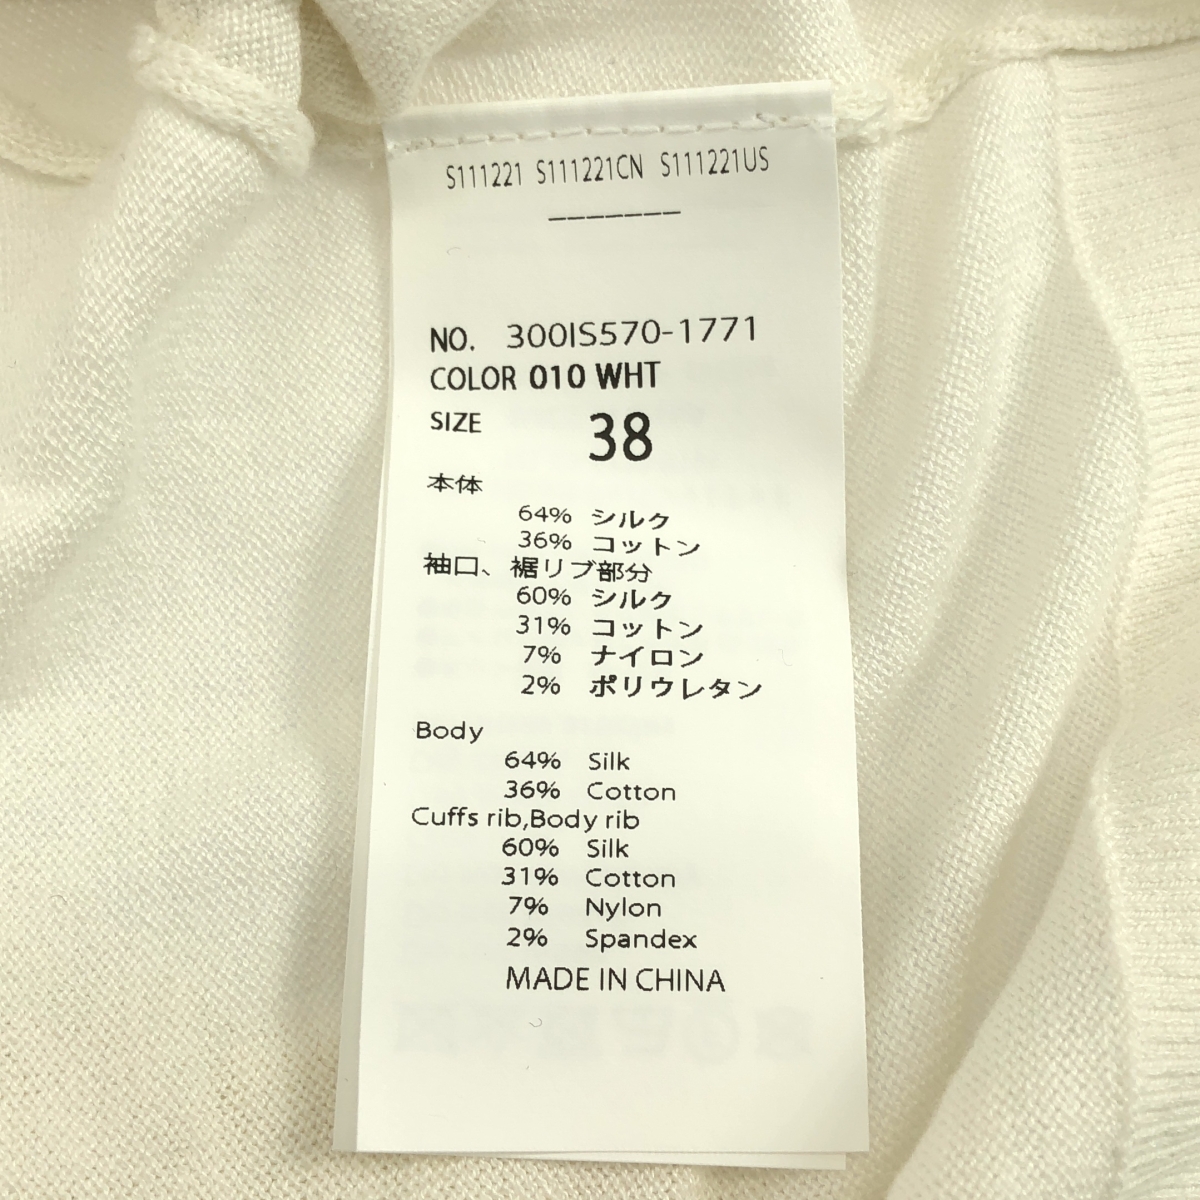 S111221 S111221CN S111221US
-------
NO. 300IS570-1771
COLOR 010 WHT
SIZE 38
本体
64% シルク
36% コットン
袖口、裾リブ部分
60% シルク
31% コットン
7% ナイロン
2% ポリウレタン
Body
64% Silk
36% Cotton
Cuffs rib,Body rib
60% Silk
31% Cotton
7% Nylon
2% Spandex
MADE IN CHINA